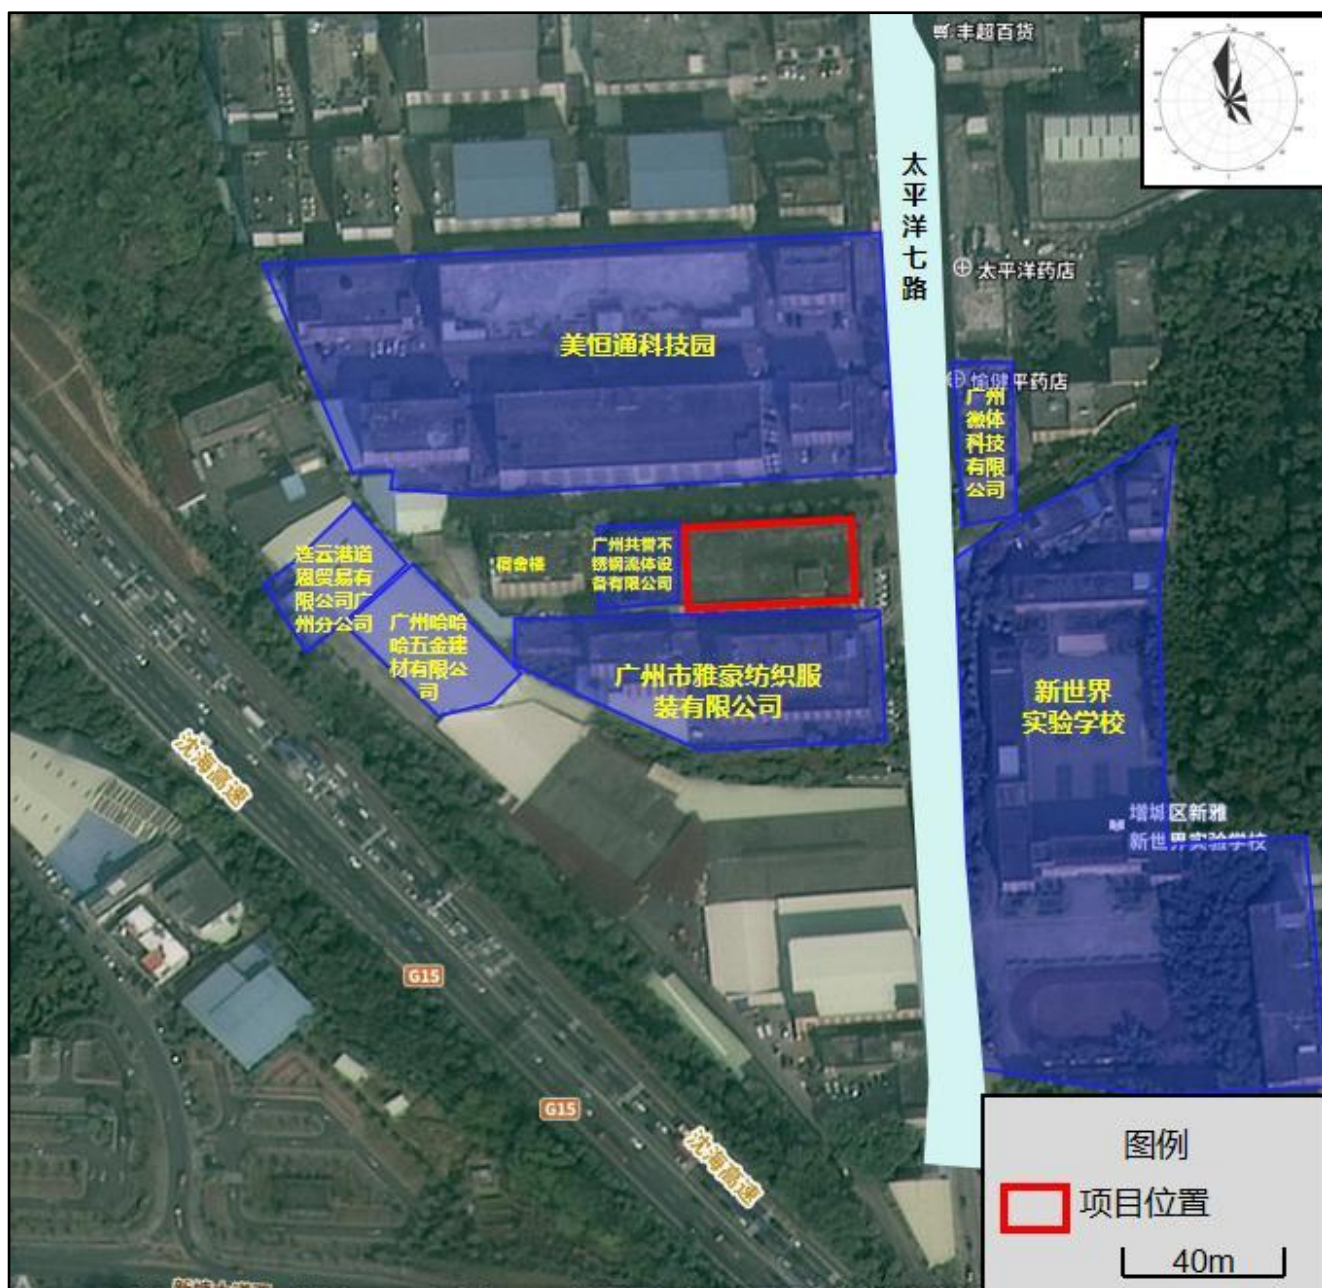 丰超百货
太平洋七路
太平洋药店
美恒通科技园
愉健平药店
广州
微体
科技
有限
公司
连云港道
恩贸易有
限公司广
州分公司
宿舍楼
广州共誉不
锈钢流体设
备有限公司
广州哈哈
哈五金建
材有限公
司
广州市雅豪纺织服
装有限公司
新世界
实验学校
沈海高速
增城区新雅
新世界实验学校
G15
G15
沈海高速
图例
项目位置
40m